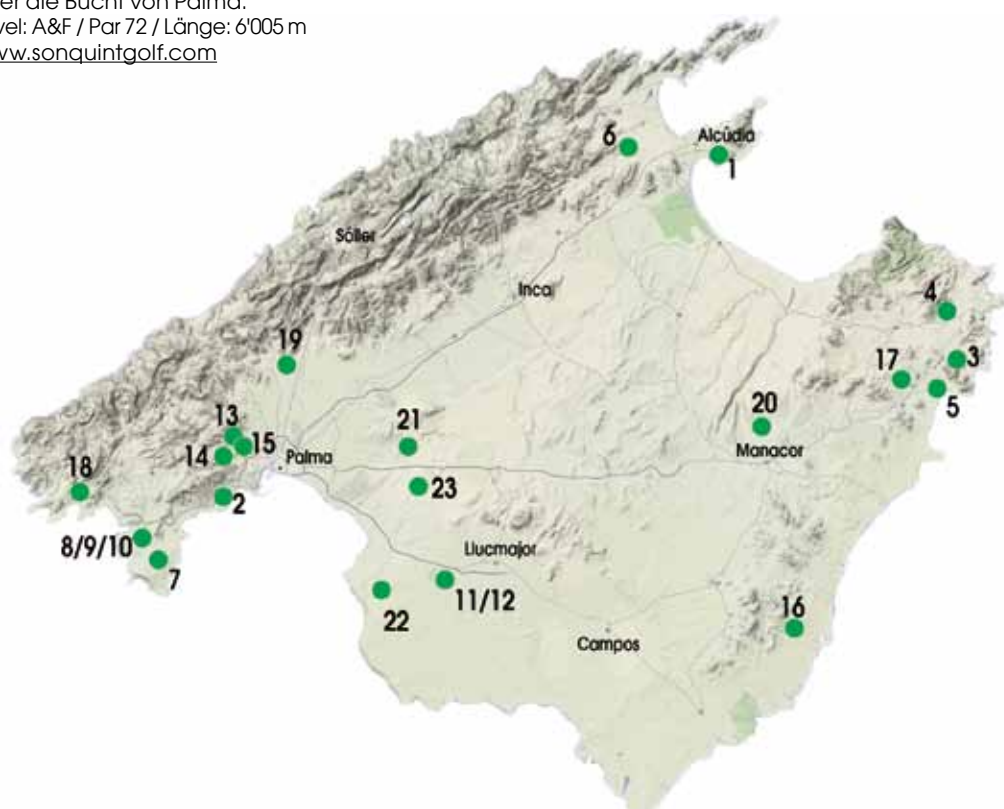 er die Bucht von Palma.
vel: A&F / Par 72 / Länge: 6'005 m
ww.sonquintgolf.com
6
Alcúdia
1
Sóller
Inca
4
19
3
17
5
13
21
20
15
14
Palma
Manacor
18
23
2
8/9/10
Llucmajor
7
11/12
22
16
Campos